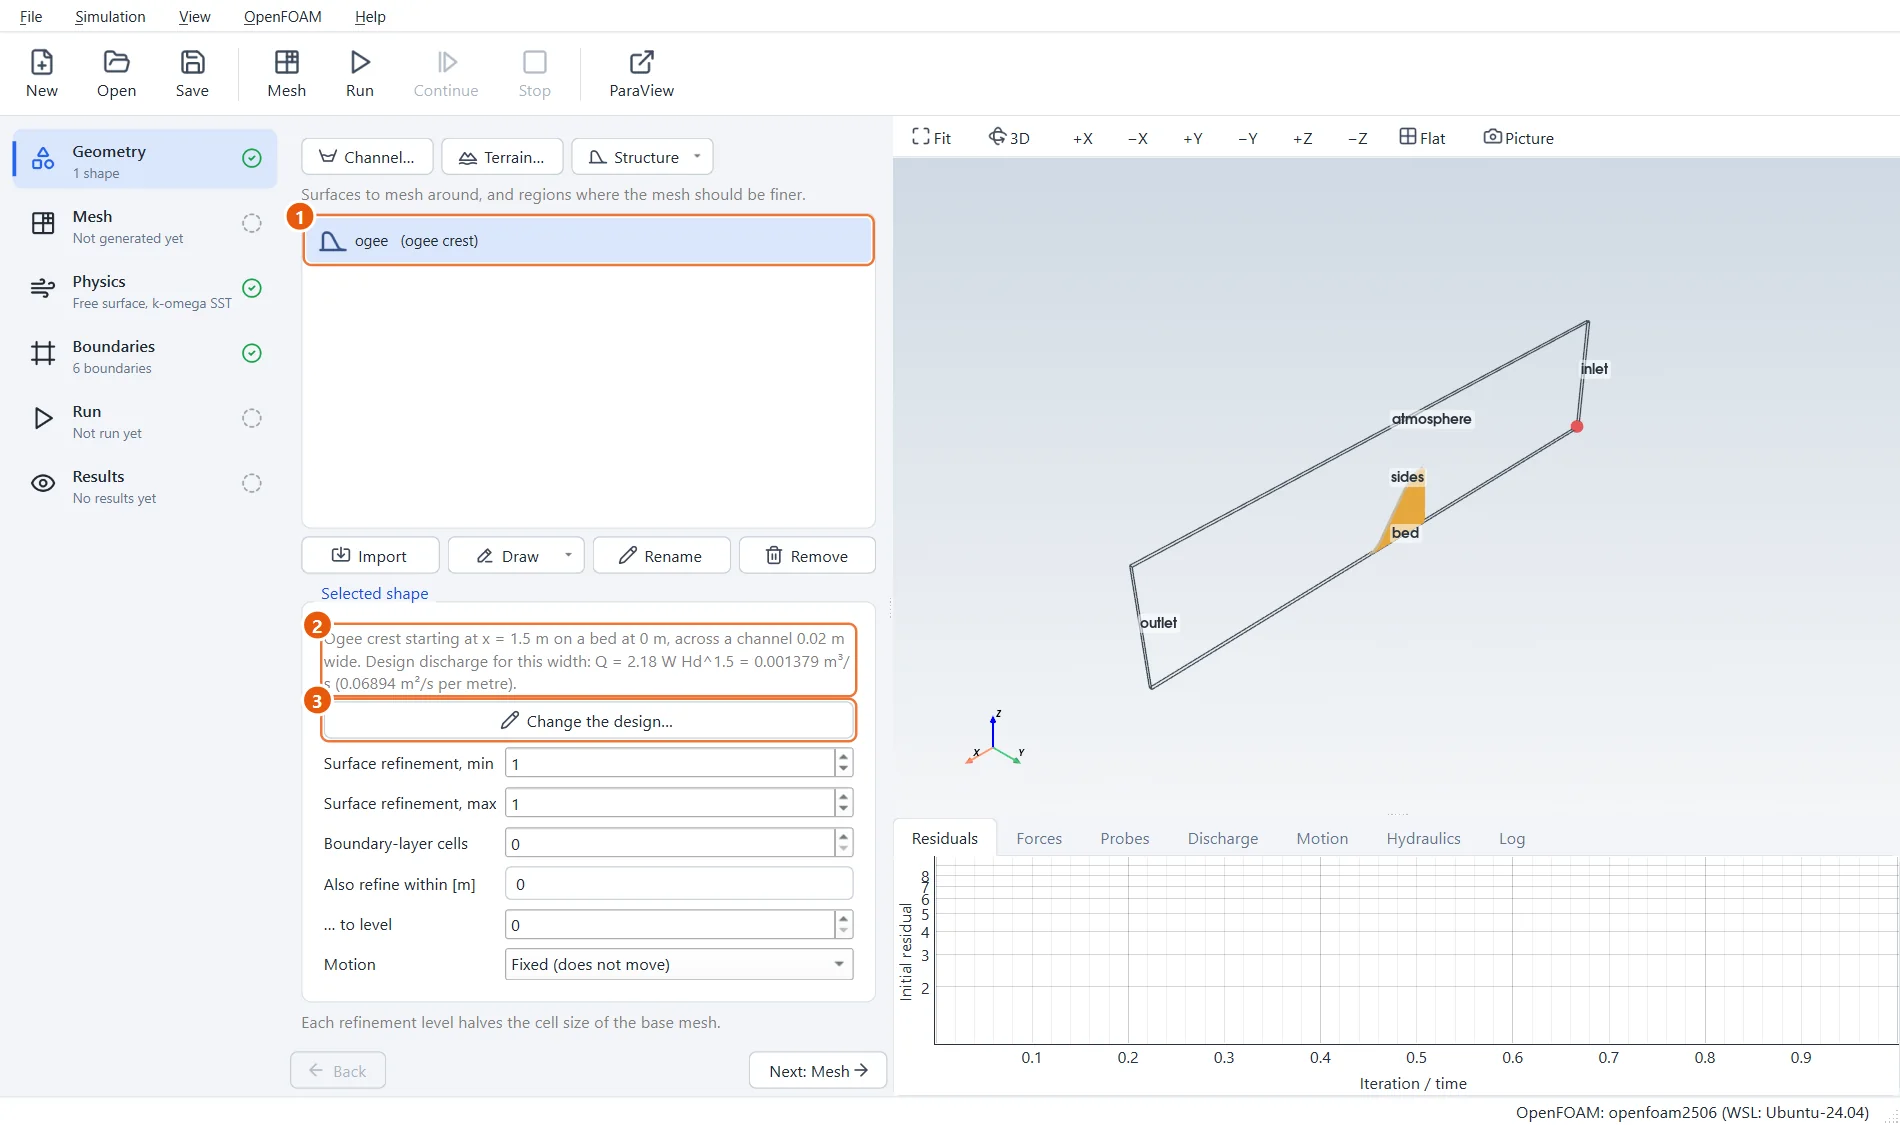 File Simulation View OpenFOAM Help
New Open Save Mesh Run Continue Stop ParaView
Geometry
1 shape
Mesh
Not generated yet
Physics
Free surface, k-omega SST
Boundaries
6 boundaries
Run
Not run yet
Results
No results yet
Channel... Terrain... Structure
Surfaces to mesh around, and regions where the mesh should be finer.
1
ogee (ogee crest)
Import Draw Rename Remove
Selected shape
2
Ogee crest starting at x = 1.5 m on a bed at 0 m, across a channel 0.02 m
wide. Design discharge for this width: Q = 2.18 W Hd^1.5 = 0.001379 m³/
s (0.06894 m²/s per metre).
3
Change the design...
Surface refinement, min 1
Surface refinement, max 1
Boundary-layer cells 0
Also refine within [m] 0
... to level 0
Motion Fixed (does not move)
Each refinement level halves the cell size of the base mesh.
Back Next: Mesh
Fit 3D +X −X +Y −Y +Z −Z Flat Picture
inlet
atmosphere
sides
bed
outlet
Z
X
Y
Residuals Forces Probes Discharge Motion Hydraulics Log
8
7
6
5
4
3
2
Initial residual
0.1 0.2 0.3 0.4 0.5 0.6 0.7 0.8 0.9
Iteration / time
OpenFOAM: openfoam2506 (WSL: Ubuntu-24.04)